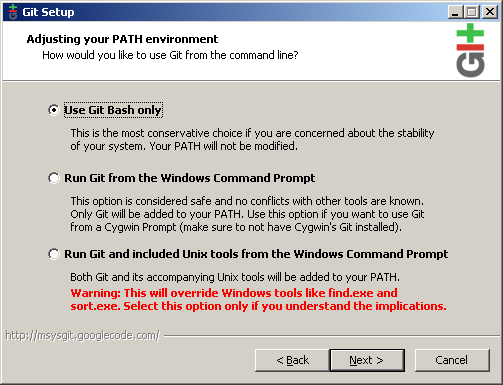 Git Setup
Adjusting your PATH environment
How would you like to use Git from the command line?
Git
Use Git Bash only
This is the most conservative choice if you are concerned about the stability
of your system. Your PATH will not be modified.
Run Git from the Windows Command Prompt
This option is considered safe and no conflicts with other tools are known.
Only Git will be added to your PATH. Use this option if you want to use Git
from a Cygwin Prompt (make sure to not have Cygwin's Git installed).
Run Git and included Unix tools from the Windows Command Prompt
Both Git and its accompanying Unix tools will be added to your PATH.
Warning: This will override Windows tools like find.exe and
sort.exe. Select this option only if you understand the implications.
http://msysgit.googlecode.com/
< Back
Next >
Cancel